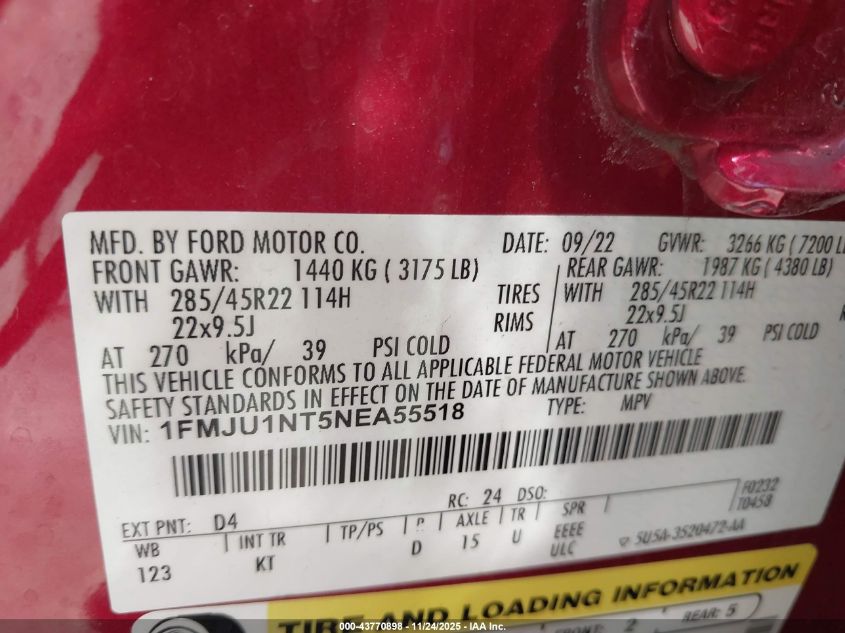 MFD. BY FORD MOTOR CO. DATE: 09/22 GVWR: 3266 KG ( 7200 L
FRONT GAWR: 1440 KG ( 3175 LB) REAR GAWR: 1987 KG ( 4380 LB)
WITH 285/45R22 114H TIRES WITH 285/45R22 114H
22x9.5J RIMS 22x9.5J
AT 270 kPa/ 39 PSI COLD AT 270 kPa/ 39 PSI COLD
THIS VEHICLE CONFORMS TO ALL APPLICABLE FEDERAL MOTOR VEHICLE
SAFETY STANDARDS IN EFFECT ON THE DATE OF MANUFACTURE SHOWN ABOVE.
VIN: 1FMJU1NT5NEA55518 TYPE: MPV
F0232
RC: 24 DSO: T0458
EXT PNT: D4
WB INT TR TP/PS R AXLE TR SPR
123 KT D 15 U EEEE
ULC 5U5A-3520472-AA
TIRE AND LOADING INFORMATION
FRONT: 2 REAR: 5
000-43770898 - 11/24/2025 - IAA Inc.